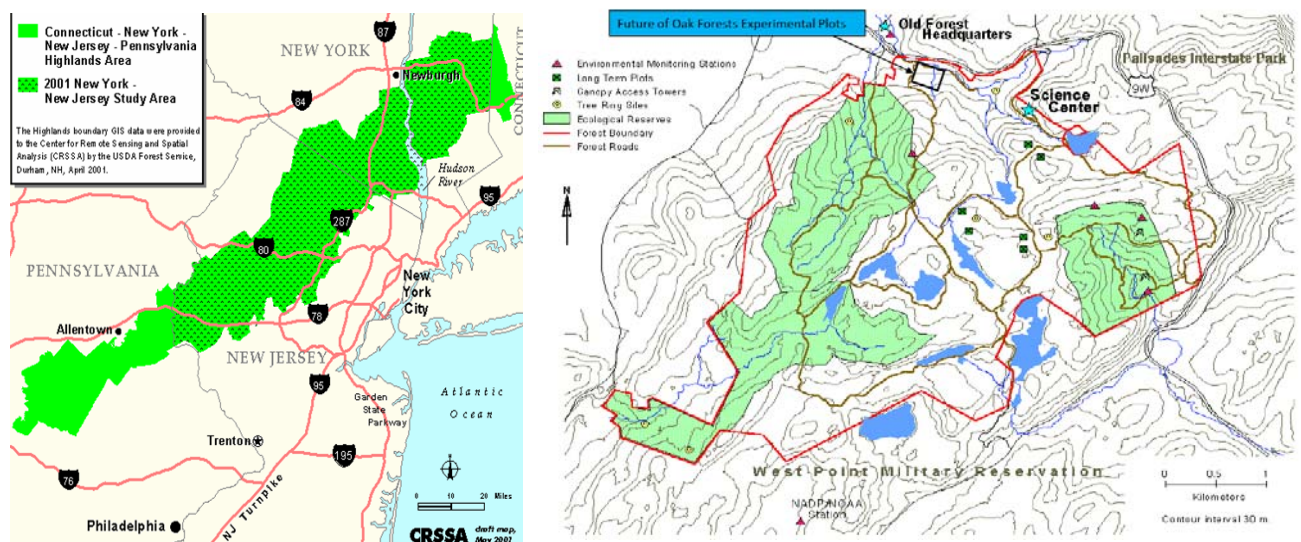 Connecticut - New York -
New Jersey - Pennsylvania
Highlands Area
2001 New York -
New Jersey Study Area
The Highlands boundary GIS data were provided
to the Center for Remote Sensing and Spatial
Analysis (CRSSA) by the USDA Forest Service,
Durham, NH, April 2001.
NEW YORK
87
CONNECTICUT
Newburgh
84
Hudson
River
95
287
80
PENNSYLVANIA
New
York
City
78
Allentown
NEW JERSEY
95
Atlantic
Ocean
Garden
State
Parkway
Trenton
195
76
N
NJ Turnpike
0 10 20 Miles
Philadelphia
CRSSA
draft map,
May 2001
Future of Oak Forests Experimental Plots
Old Forest
Headquarters
Palisades Interstate Park
9W
Environmental Monitoring Stations
Long Term Plots
Canopy Access Towers
Tree Ring Sites
Ecological Reserves
Forest Boundary
Forest Roads
Science
Center
N
West Point Military Reservation
NADP/NOAA
Station
0 0.5 1
Kilometers
Contour interval 30 m